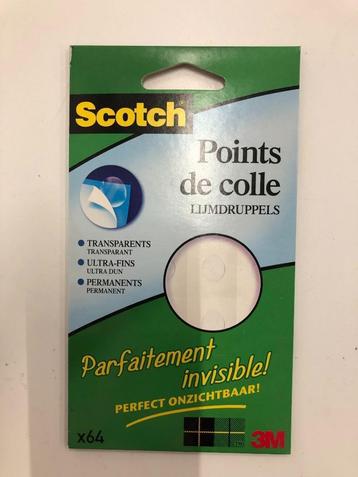 Scotch
Points
de colle
LIJMDRUPPELS
• TRANSPARENTS
TRANSPARANT
• ULTRA-FINS
ULTRA DUN
• PERMANENTS
PERMANENT
Parfaitement
invisible!
PERFECT ONZICHTBAAR!
x64
3M